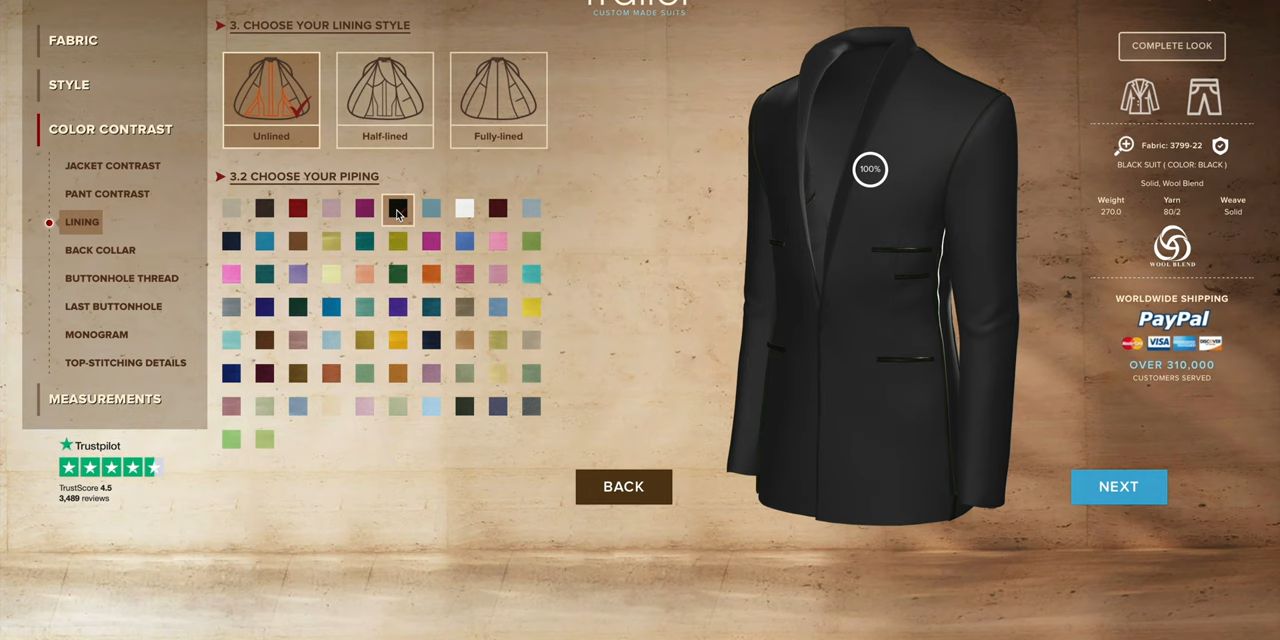 CUSTOM MADE SUITS
FABRIC
STYLE
COLOR CONTRAST
JACKET CONTRAST
PANT CONTRAST
LINING
BACK COLLAR
BUTTONHOLE THREAD
LAST BUTTONHOLE
MONOGRAM
TOP-STITCHING DETAILS
MEASUREMENTS
Trustpilot
TrustScore 4.5
3,489 reviews
3. CHOOSE YOUR LINING STYLE
Unlined
Half-lined
Fully-lined
3.2 CHOOSE YOUR PIPING
BACK
100%
NEXT
COMPLETE LOOK
Fabric: 3799-22
BLACK SUIT ( COLOR: BLACK )
Solid, Wool Blend
Weight Yarn Weave
270.0 80/2 Solid
WOOL BLEND
WORLDWIDE SHIPPING
PayPal
MasterCard VISA DISCOVER
OVER 310,000
CUSTOMERS SERVED